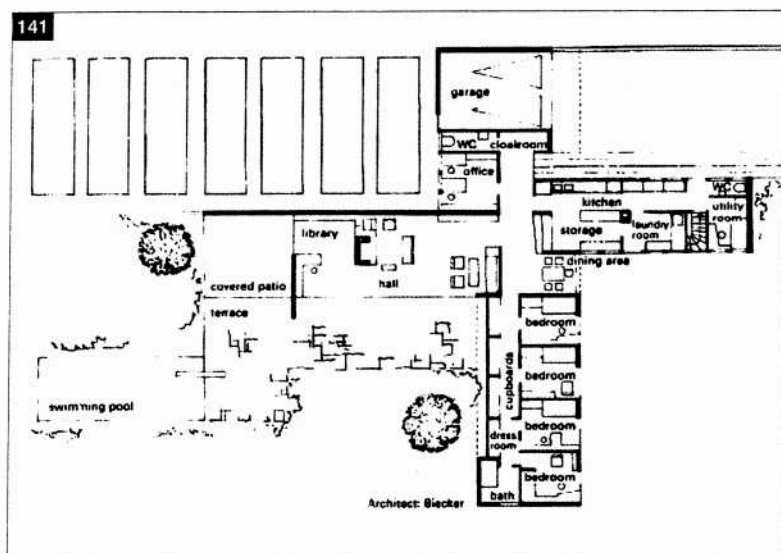 141
garage
WC cloakroom
office
WC
kitchen
utility
room
storage
laundry
room
library
dining area
hall
covered patio
terrace
bedroom
bedroom
cupboards
swimming pool
bedroom
dress.
room
bedroom
bath
Architect: Biecker